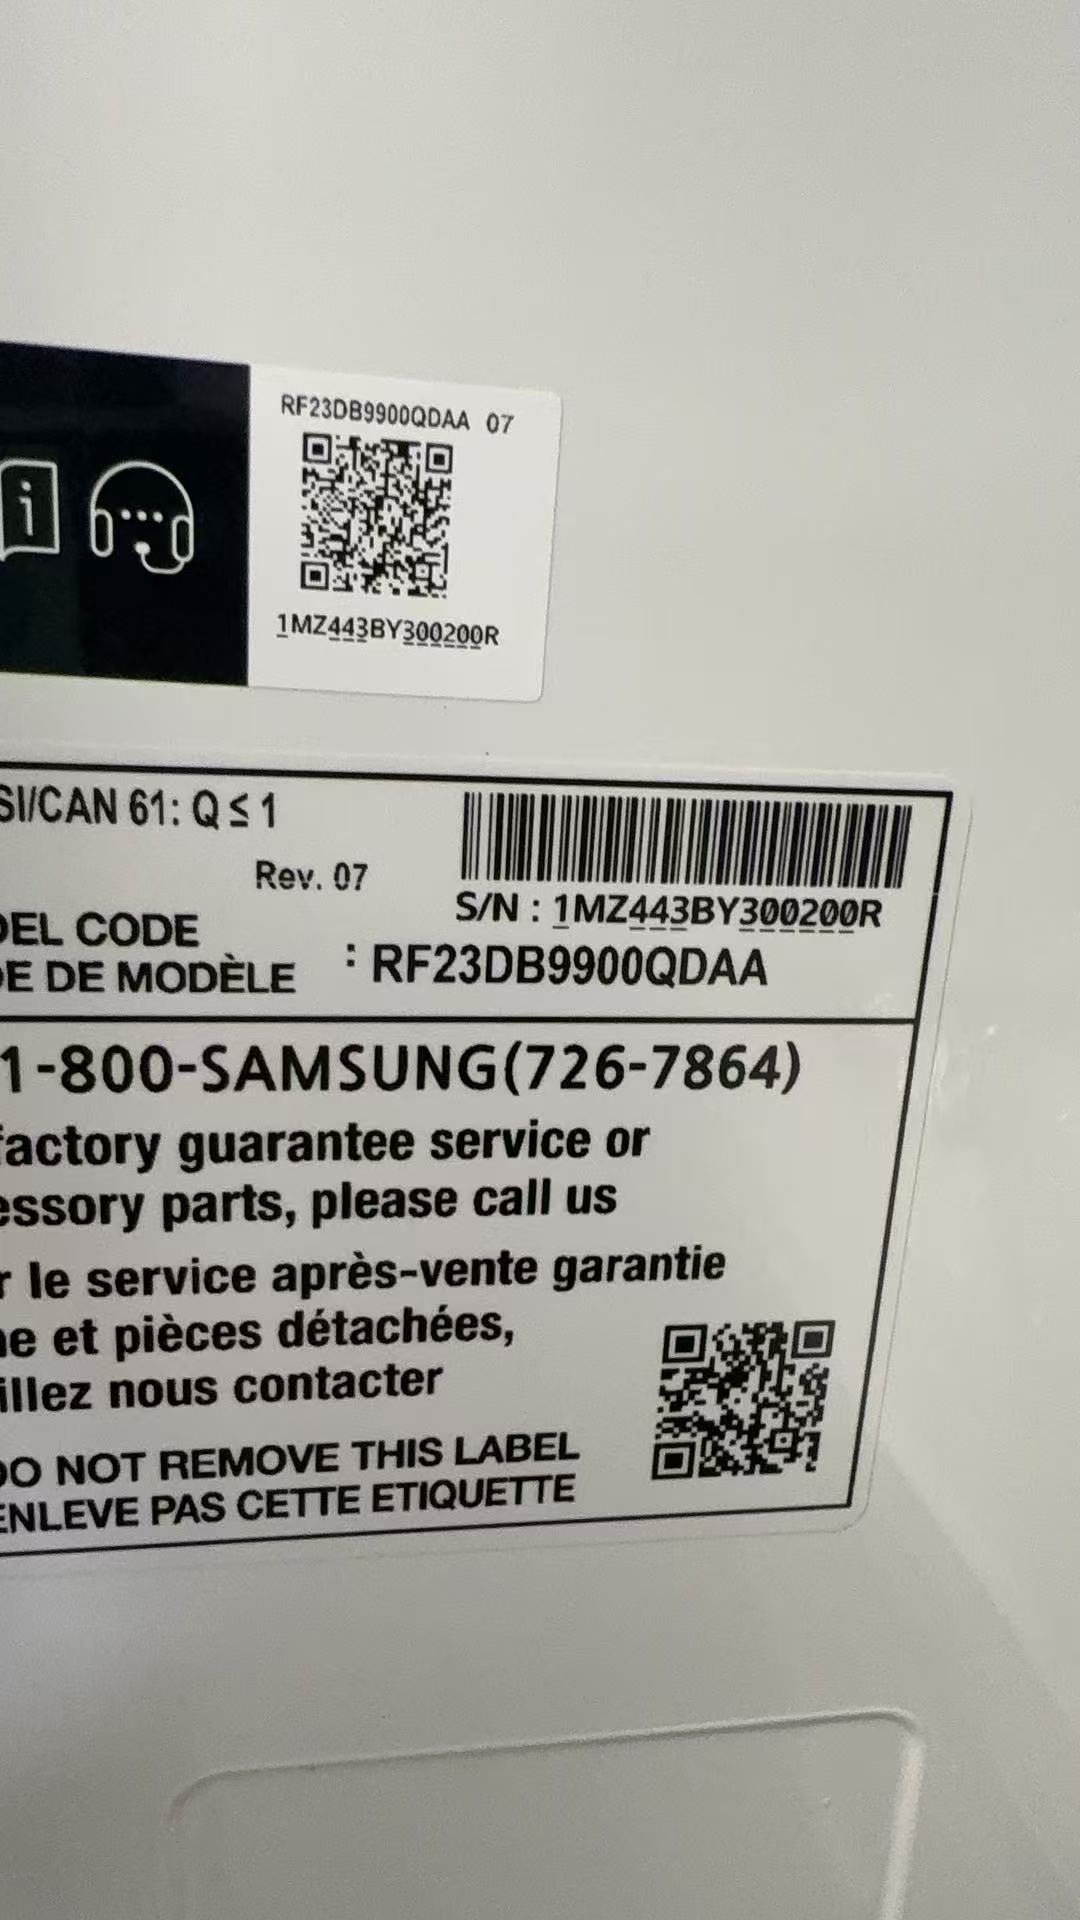 RF23DB9900QDAA 07
i
1MZ443BY300200R
SI/CAN 61: Q ≤ 1
Rev. 07
S/N : 1MZ443BY300200R
DEL CODE
DE DE MODÈLE : RF23DB9900QDAA
1-800-SAMSUNG(726-7864)
factory guarantee service or
essory parts, please call us
r le service après-vente garantie
ne et pièces détachées,
illez nous contacter
DO NOT REMOVE THIS LABEL
ENLEVE PAS CETTE ETIQUETTE